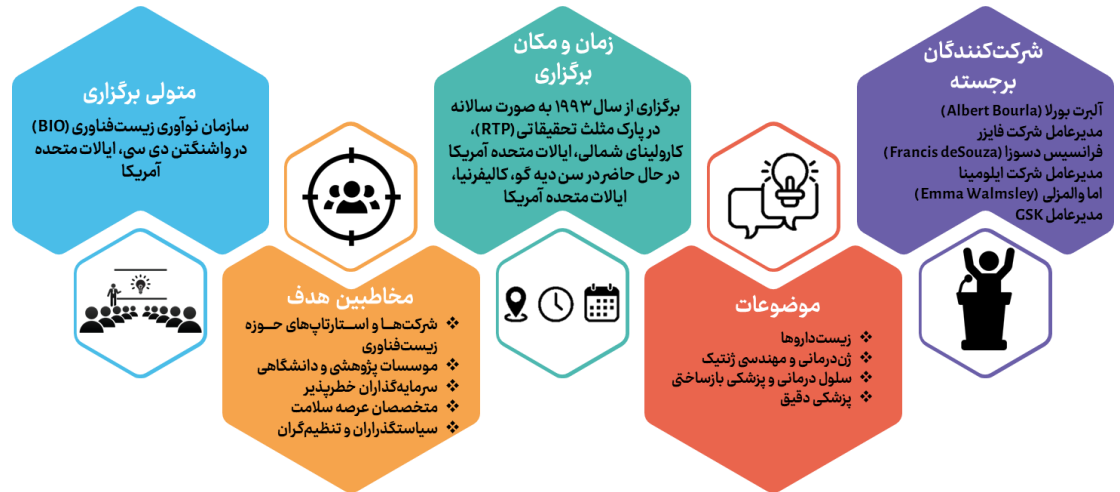 شرکت‌کنندگان
برجسته
آلبرت بورلا (Albert Bourla)
مدیرعامل شرکت فایزر
فرانسیس دسوزا (Francis deSouza)
مدیرعامل شرکت ایلومینا
اما والمزلی (Emma Walmsley)
مدیرعامل GSK
موضوعات
❖ زیست‌داروها
❖ ژن‌درمانی و مهندسی ژنتیک
❖ سلول درمانی و پزشکی بازساختی
❖ پزشکی دقیق
زمان و مکان
برگزاری
برگزاری از سال ۱۹۹۳ به صورت سالانه
در پارک مثلث تحقیقاتی (RTP)،
کارولینای شمالی، ایالات متحده آمریکا
در حال حاضر در سن دیه گو، کالیفرنیا،
ایالات متحده آمریکا
مخاطبین هدف
❖ شرکت‌هـا و اسـتارتاپ‌های حـوزه
زیست‌فناوری
❖ موسسات پژوهشی و دانشگاهی
❖ سرمایه‌گذاران خطرپذیر
❖ متخصصان عرصه سلامت
❖ سیاستگذراران و تنظیم‌گران
متولی برگزاری
سازمان نوآوری زیست‌فناوری (BIO)
در واشنگتن دی سی، ایالات متحده
آمریکا